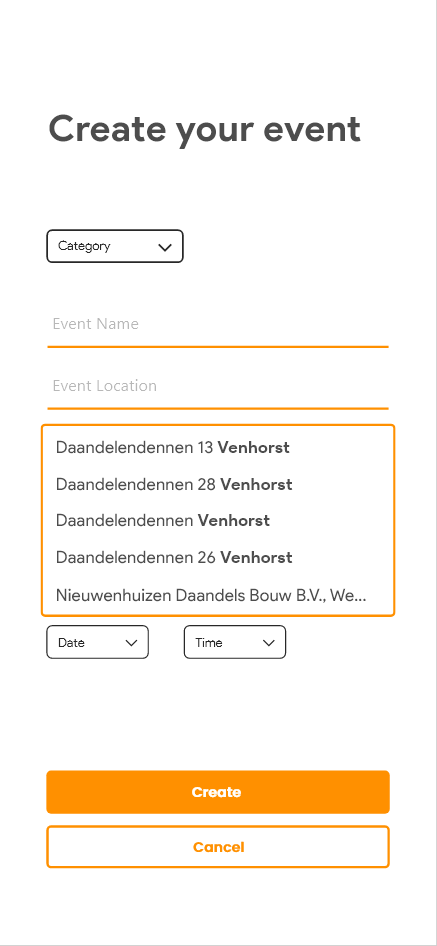 Create your event
Category
Event Name
Event Location
Daandelendennen 13 Venhorst
Daandelendennen 28 Venhorst
Daandelendennen Venhorst
Daandelendennen 26 Venhorst
Nieuwenhuizen Daandels Bouw B.V., We...
Date
Time
Create
Cancel